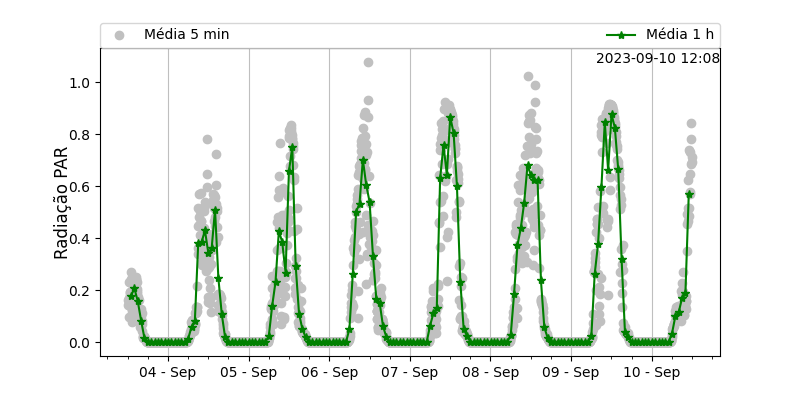 Média 5 min
Média 1 h
2023-09-10 12:08
Radiação PAR
1.0
0.8
0.6
0.4
0.2
0.0
04 - Sep
05 - Sep
06 - Sep
07 - Sep
08 - Sep
09 - Sep
10 - Sep